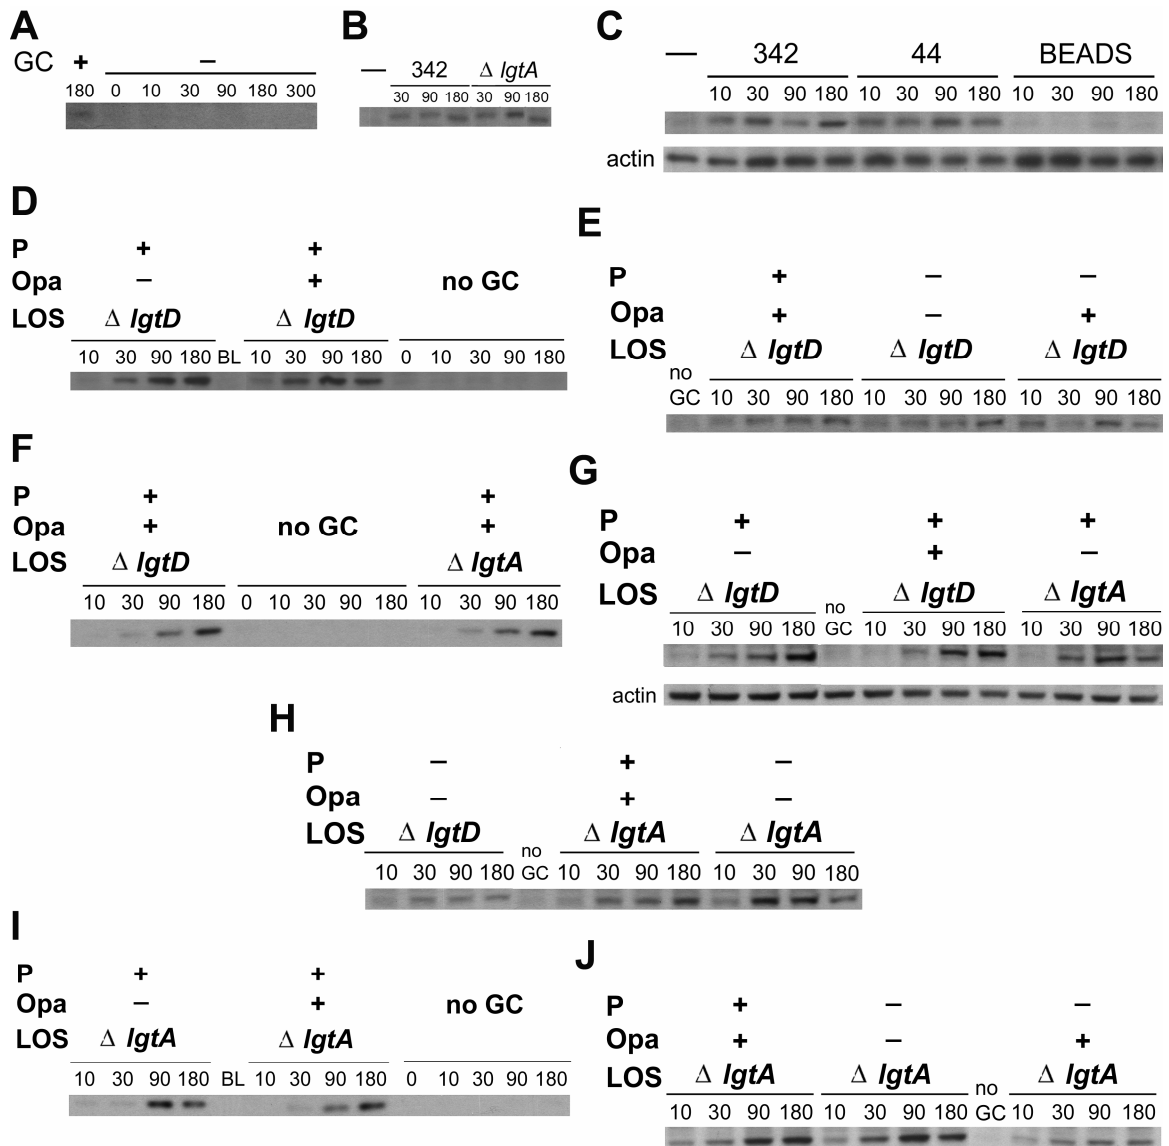 A
GC + –
180 0 10 30 90 180 300
B
— 342 Δ lgtA
30 90 180 30 90 180
C
— 342 44 BEADS
10 30 90 180 10 30 90 180 10 30 90 180
actin
D
P + +
Opa – + no GC
LOS Δ lgtD Δ lgtD
10 30 90 180 BL 10 30 90 180 0 10 30 90 180
E
P + – –
Opa + – +
LOS Δ lgtD Δ lgtD Δ lgtD
no
GC 10 30 90 180 10 30 90 180 10 30 90 180
F
P + +
Opa + no GC +
LOS Δ lgtD Δ lgtA
10 30 90 180 0 10 30 90 180 10 30 90 180
G
P + + +
Opa – + –
LOS Δ lgtD Δ lgtD Δ lgtA
no
10 30 90 180 GC 10 30 90 180 10 30 90 180
actin
H
P – + –
Opa – + –
LOS Δ lgtD Δ lgtA Δ lgtA
no
10 30 90 180 GC 10 30 90 180 10 30 90 180
I
P + +
Opa – + no GC
LOS Δ lgtA Δ lgtA
10 30 90 180 BL 10 30 90 180 0 10 30 90 180
J
P + – –
Opa + – +
LOS Δ lgtA Δ lgtA Δ lgtA
no
10 30 90 180 10 30 90 180 GC 10 30 90 180